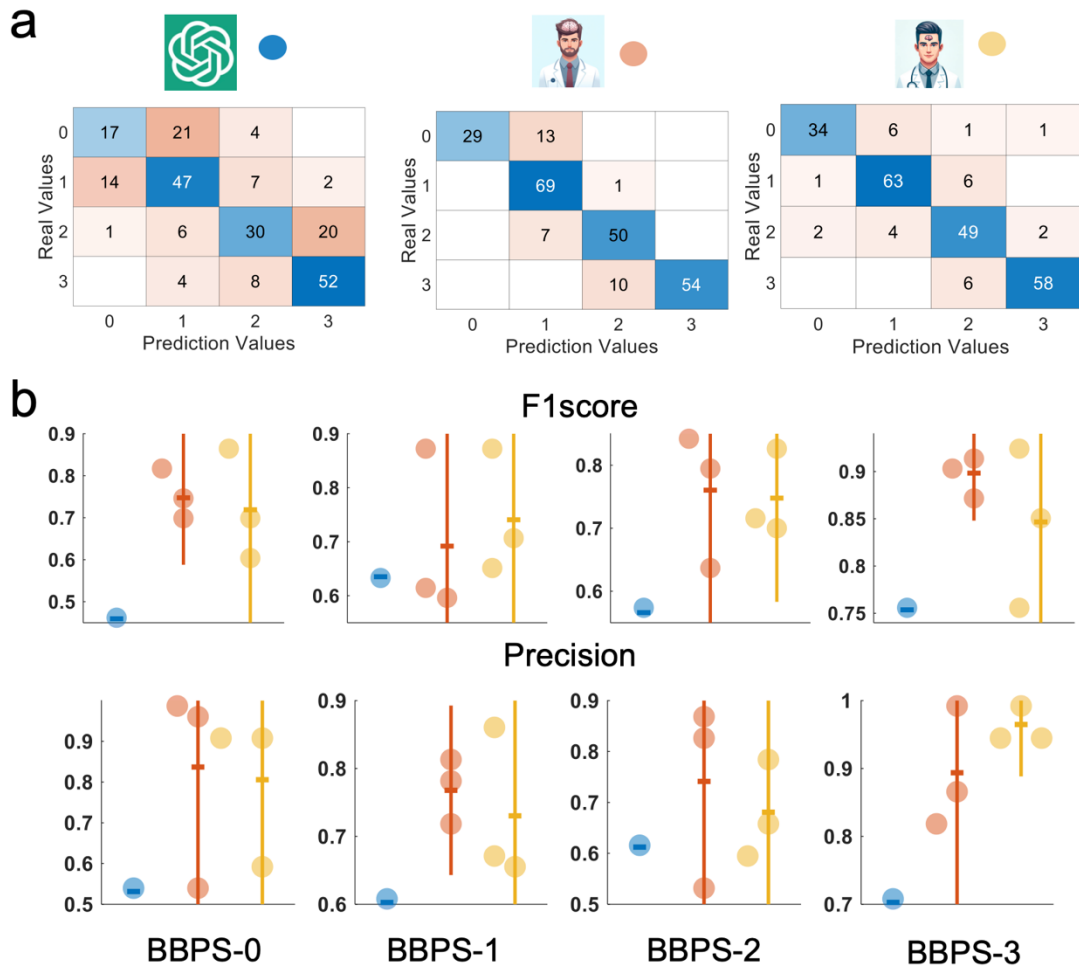 a
0 17 21 4
1 14 47 7 2
2 1 6 30 20
3 4 8 52
0 1 2 3
Real Values
Prediction Values
0 29 13
1 69 1
2 7 50
3 10 54
0 1 2 3
Real Values
Prediction Values
0 34 6 1 1
1 1 63 6
2 2 4 49 2
3 6 58
0 1 2 3
Real Values
Prediction Values
b
F1score
0.9
0.8
0.7
0.6
0.5
0.9
0.8
0.7
0.6
0.8
0.7
0.6
0.9
0.85
0.8
0.75
Precision
0.9
0.8
0.7
0.6
0.5
0.9
0.8
0.7
0.6
0.9
0.8
0.7
0.6
0.5
1
0.9
0.8
0.7
BBPS-0 BBPS-1 BBPS-2 BBPS-3